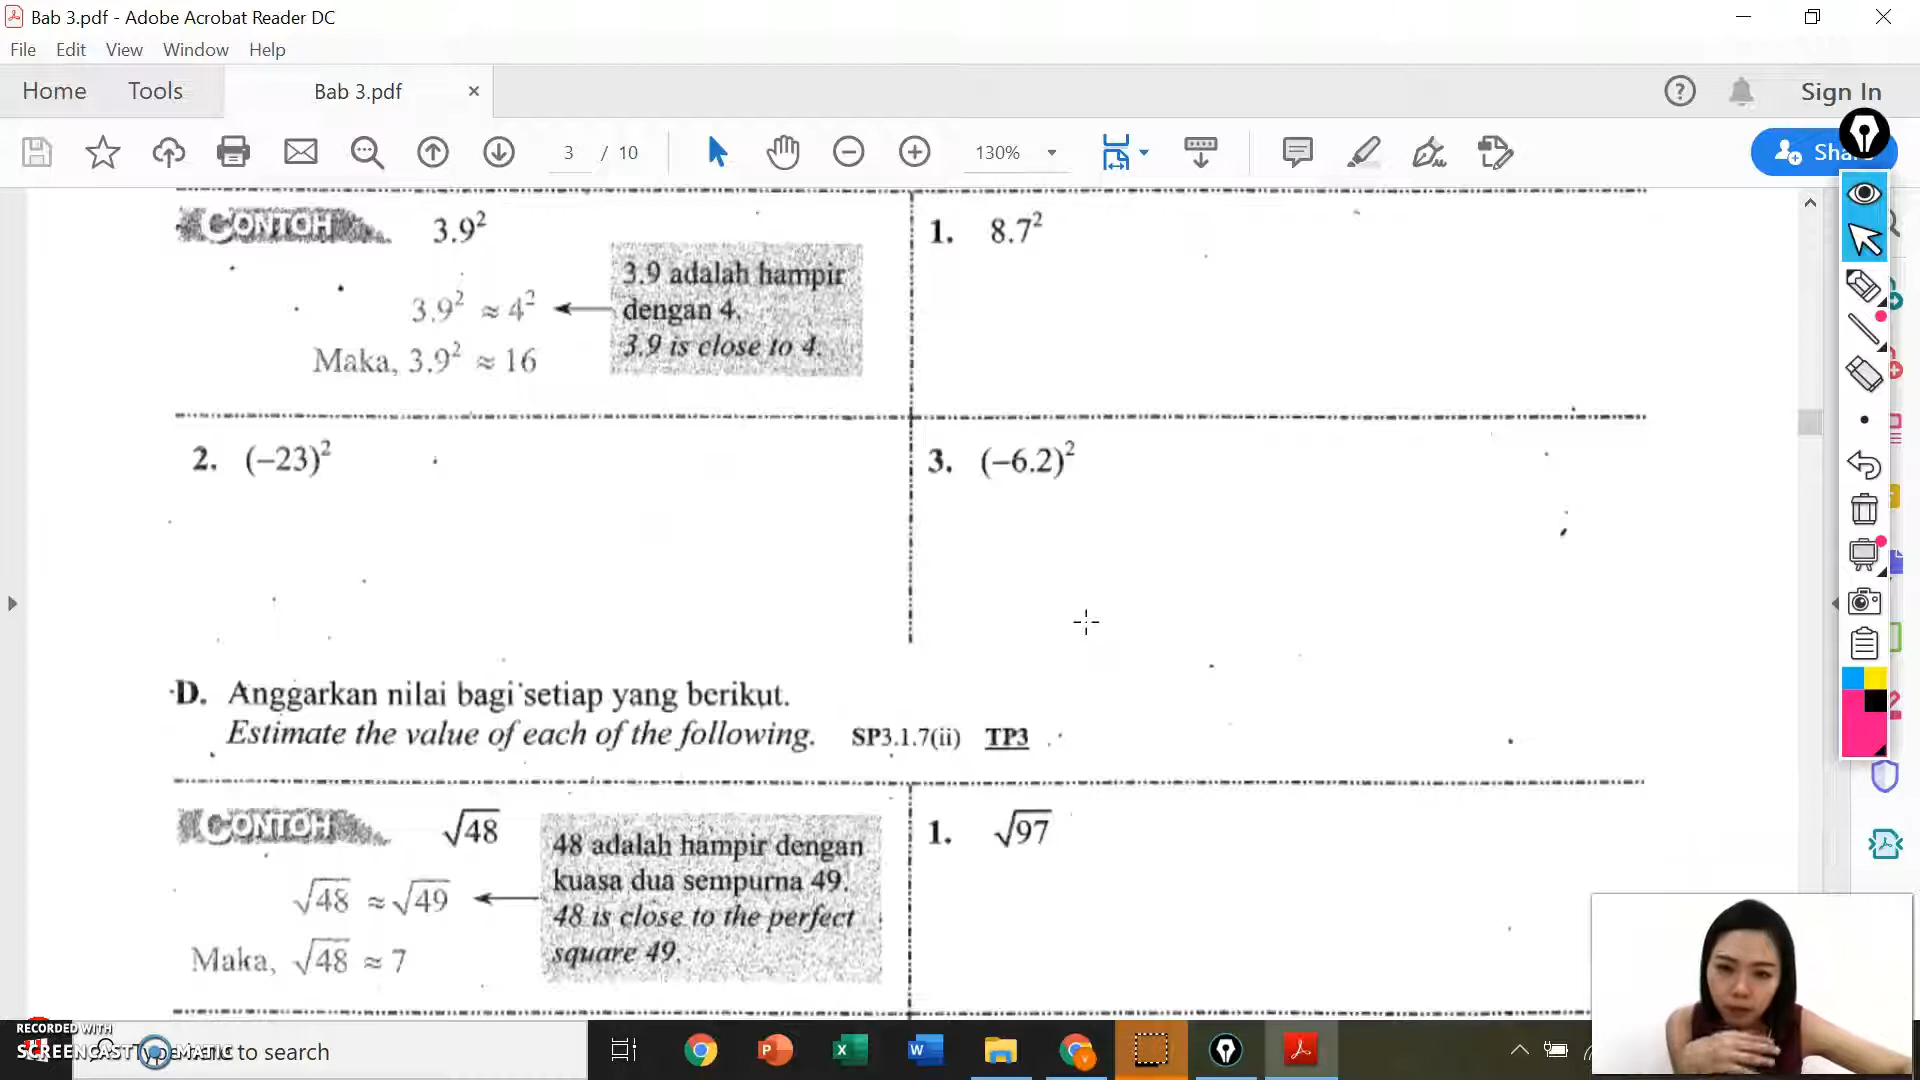 Bab 3.pdf - Adobe Acrobat Reader DC
File Edit View Window Help
Home Tools Bab 3.pdf × Sign In
3 / 10 130% Shar
CONTOH 3.9²
3.9² ≈ 4²
Maka, 3.9² ≈ 16
3.9 adalah hampir
dengan 4.
3.9 is close to 4.
1. 8.7²
2. (–23)²
3. (–6.2)²
D. Anggarkan nilai bagi setiap yang berikut.
Estimate the value of each of the following. SP3.1.7(ii) TP3
CONTOH √48
√48 ≈ √49
Maka, √48 ≈ 7
48 adalah hampir dengan
kuasa dua sempurna 49.
48 is close to the perfect
square 49.
1. √97
RECORDED WITH
SCREENCAST MATIC
to search